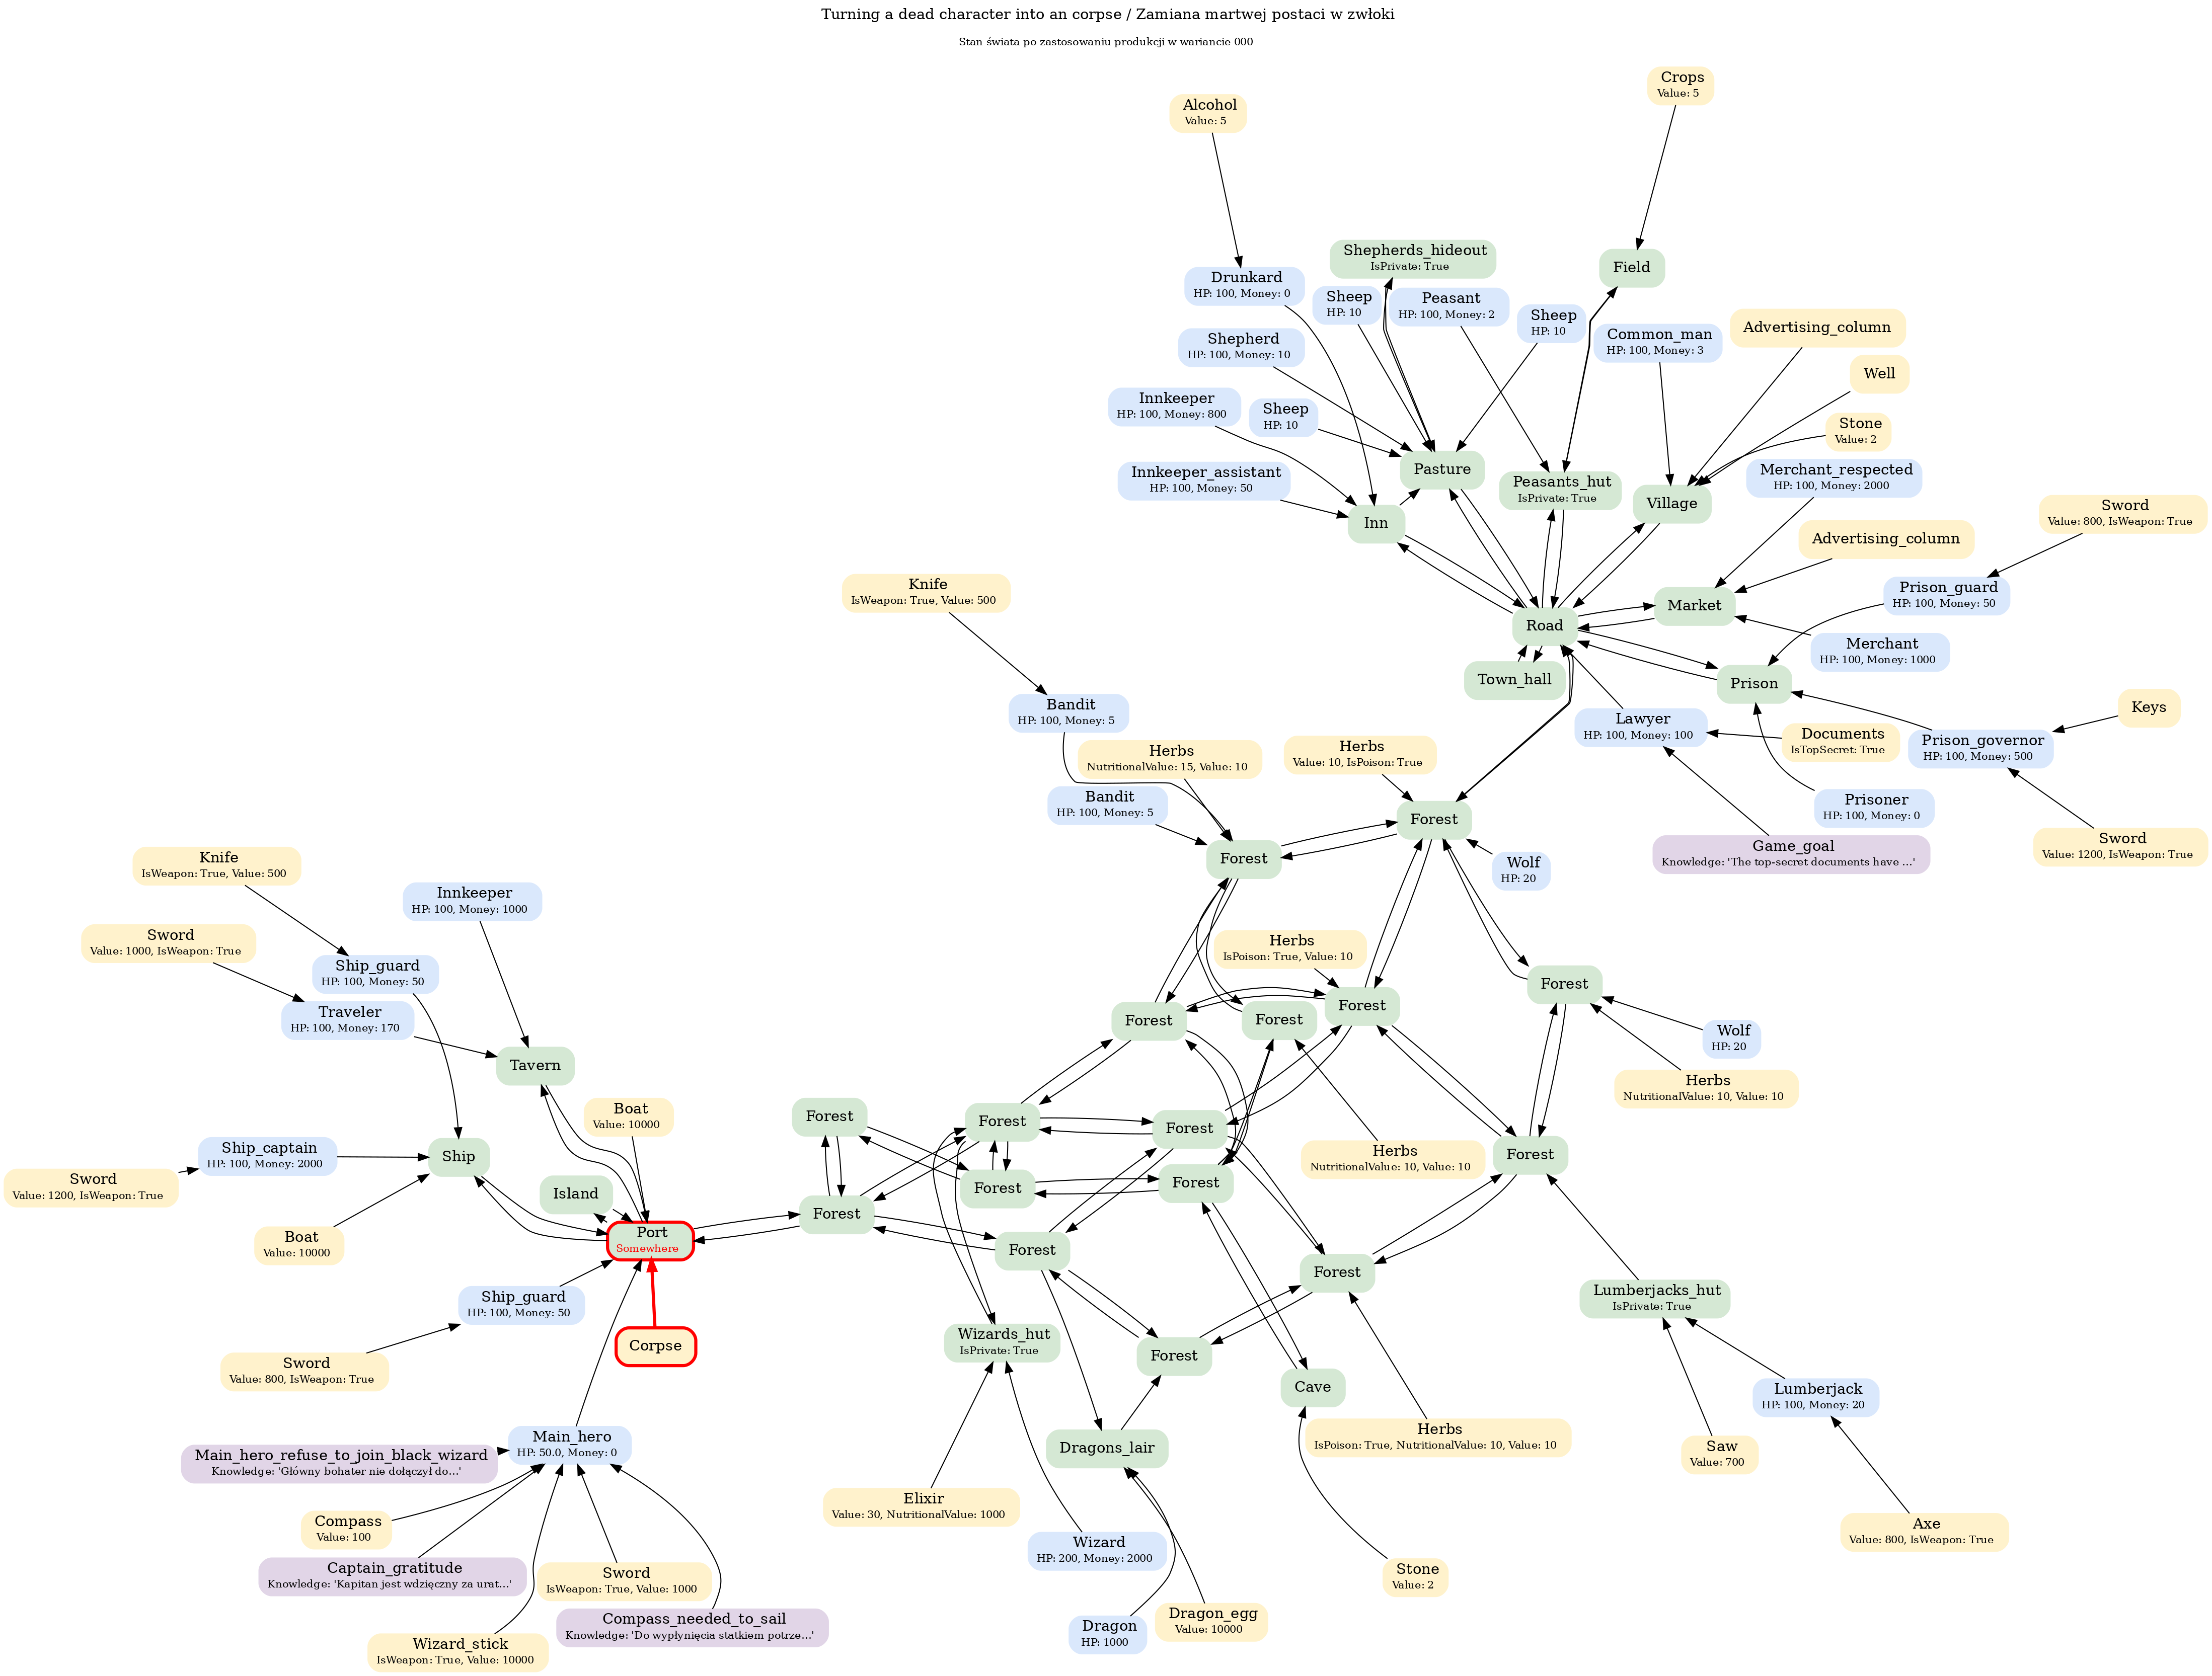 Turning a dead character into an corpse / Zamiana martwej postaci w zwłoki
Stan świata po zastosowaniu produkcji w wariancie 000
Crops
Value: 5
Alcohol
Value: 5
Shepherds_hideout
IsPrivate: True
Field
Drunkard
HP: 100, Money: 0
Sheep
HP: 10
Peasant
HP: 100, Money: 2
Sheep
HP: 10
Common_man
HP: 100, Money: 3
Advertising_column
Shepherd
HP: 100, Money: 10
Well
Innkeeper
HP: 100, Money: 800
Sheep
HP: 10
Stone
Value: 2
Innkeeper_assistant
HP: 100, Money: 50
Pasture
Peasants_hut
IsPrivate: True
Village
Merchant_respected
HP: 100, Money: 2000
Sword
Value: 800, IsWeapon: True
Inn
Advertising_column
Knife
IsWeapon: True, Value: 500
Prison_guard
HP: 100, Money: 50
Market
Road
Merchant
HP: 100, Money: 1000
Town_hall
Prison
Bandit
HP: 100, Money: 5
Keys
Lawyer
HP: 100, Money: 100
Documents
IsTopSecret: True
Prison_governor
HP: 100, Money: 500
Herbs
NutritionalValue: 15, Value: 10
Herbs
Value: 10, IsPoison: True
Bandit
HP: 100, Money: 5
Prisoner
HP: 100, Money: 0
Forest
Sword
Value: 1200, IsWeapon: True
Game_goal
Knowledge: 'The top-secret documents have ...'
Forest
Wolf
HP: 20
Knife
IsWeapon: True, Value: 500
Innkeeper
HP: 100, Money: 1000
Sword
Value: 1000, IsWeapon: True
Herbs
IsPoison: True, Value: 10
Ship_guard
HP: 100, Money: 50
Forest
Traveler
HP: 100, Money: 170
Forest
Forest
Forest
Wolf
HP: 20
Tavern
Herbs
NutritionalValue: 10, Value: 10
Boat
Value: 10000
Forest
Forest
Forest
Ship_captain
HP: 100, Money: 2000
Ship
Herbs
NutritionalValue: 10, Value: 10
Forest
Sword
Value: 1200, IsWeapon: True
Island
Forest
Forest
Forest
Boat
Value: 10000
Port
Somewhere
Forest
Forest
Ship_guard
HP: 100, Money: 50
Lumberjacks_hut
IsPrivate: True
Corpse
Wizards_hut
IsPrivate: True
Forest
Sword
Value: 800, IsWeapon: True
Cave
Lumberjack
HP: 100, Money: 20
Main_hero
HP: 50.0, Money: 0
Herbs
IsPoison: True, NutritionalValue: 10, Value: 10
Main_hero_refuse_to_join_black_wizard
Knowledge: 'Główny bohater nie dołączył do...'
Dragons_lair
Saw
Value: 700
Elixir
Value: 30, NutritionalValue: 1000
Compass
Value: 100
Axe
Value: 800, IsWeapon: True
Wizard
HP: 200, Money: 2000
Captain_gratitude
Knowledge: 'Kapitan jest wdzięczny za urat...'
Sword
IsWeapon: True, Value: 1000
Stone
Value: 2
Compass_needed_to_sail
Knowledge: 'Do wypłynięcia statkiem potrze...'
Dragon
HP: 1000
Dragon_egg
Value: 10000
Wizard_stick
IsWeapon: True, Value: 10000